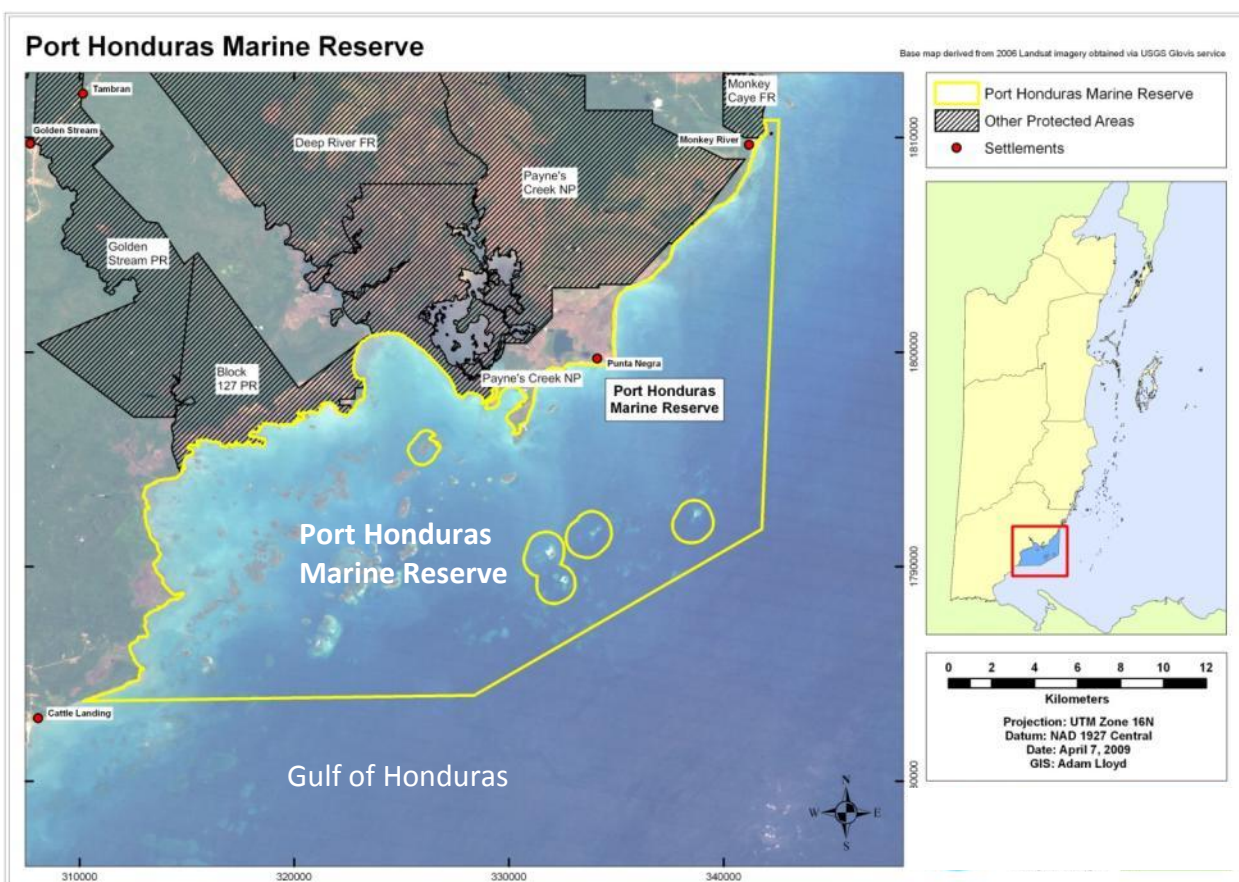 Port Honduras Marine Reserve
Base map derived from 2006 Landsat imagery obtained via USGS Glovis service
Tambran
Golden Stream
Deep River FR
Monkey
Caye FR
Monkey River
Payne's
Creek NP
Golden
Stream PR
Block
127 PR
Payne's Creek NP
Punta Negra
Port Honduras
Marine Reserve
Port Honduras
Marine Reserve
Cattle Landing
Gulf of Honduras
N
W
E
S
310000
320000
330000
340000
1810000
1800000
1790000
Port Honduras Marine Reserve
Other Protected Areas
Settlements
0 2 4 6 8 10 12
Kilometers
Projection: UTM Zone 16N
Datum: NAD 1927 Central
Date: April 7, 2009
GIS: Adam Lloyd